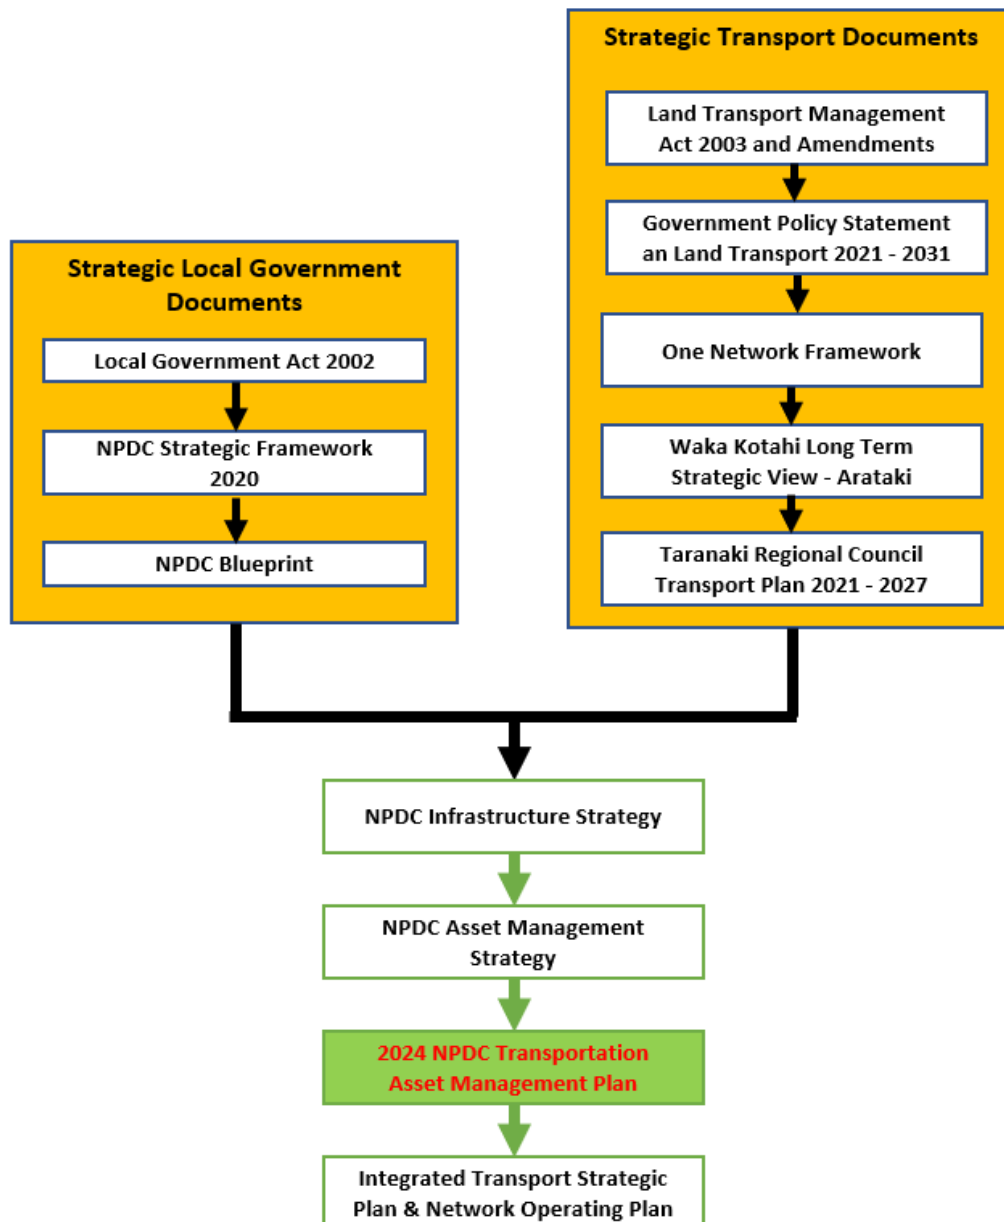 Strategic Transport Documents
Land Transport Management
Act 2003 and Amendments
Government Policy Statement
an Land Transport 2021 - 2031
One Network Framework
Waka Kotahi Long Term
Strategic View - Arataki
Taranaki Regional Council
Transport Plan 2021 - 2027
Strategic Local Government
Documents
Local Government Act 2002
NPDC Strategic Framework
2020
NPDC Blueprint
NPDC Infrastructure Strategy
NPDC Asset Management
Strategy
2024 NPDC Transportation
Asset Management Plan
Integrated Transport Strategic
Plan & Network Operating Plan